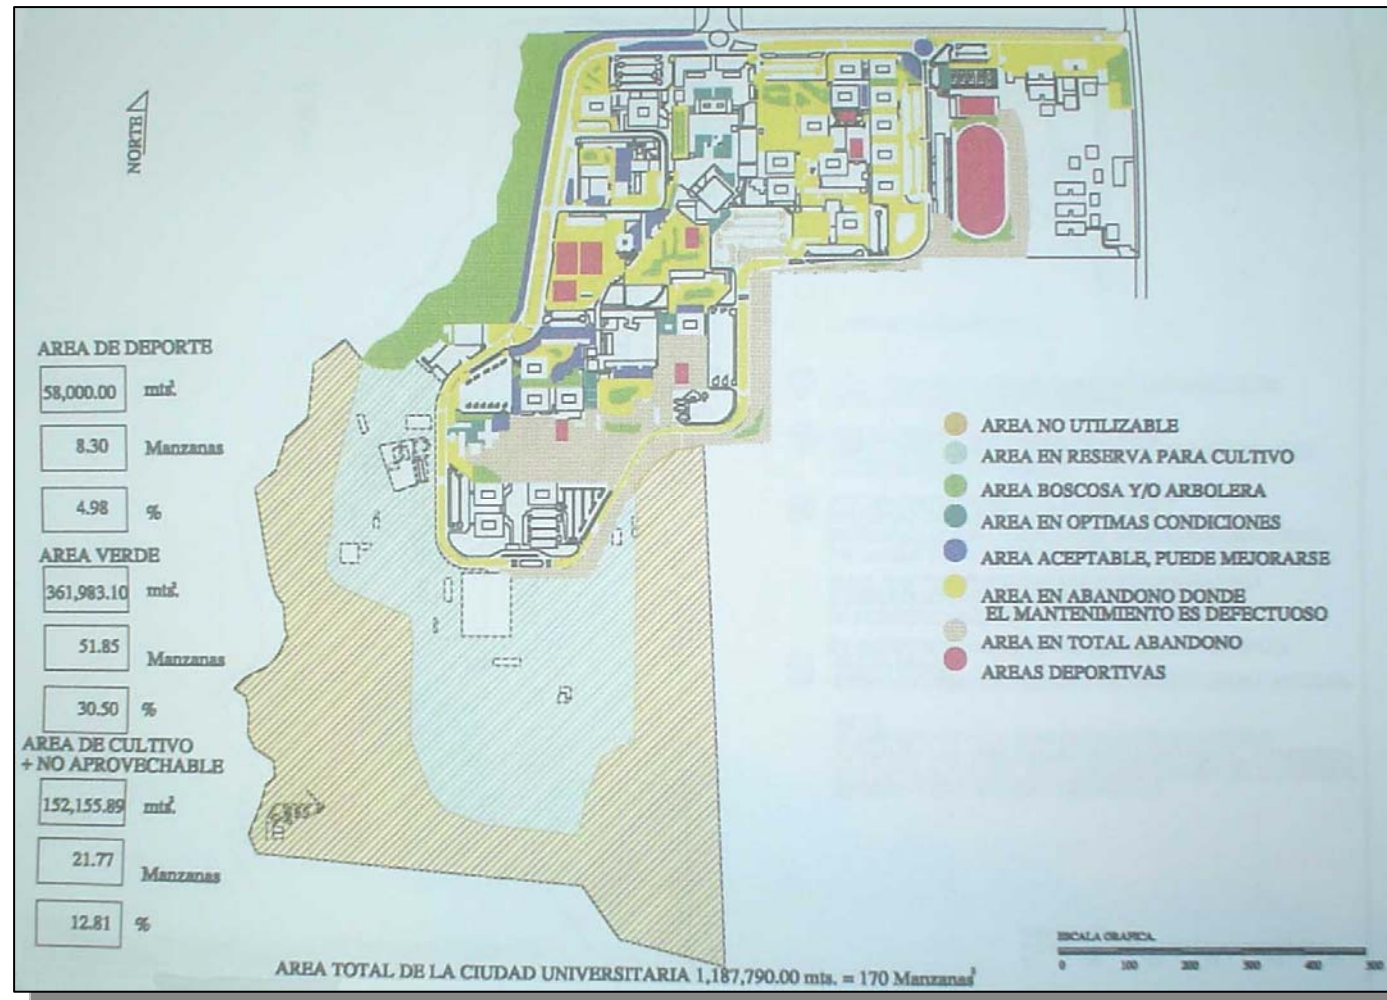 NORTE
AREA DE DEPORTE
58,000.00 mts².
8.30 Manzanas
4.98 %
AREA VERDE
361,983.10 mts².
51.85 Manzanas
30.50 %
AREA DE CULTIVO
+ NO APROVECHABLE
152,155.89 mts².
21.77 Manzanas
12.81 %
AREA NO UTILIZABLE
AREA EN RESERVA PARA CULTIVO
AREA BOSCOSA Y/O ARBOLERA
AREA EN OPTIMAS CONDICIONES
AREA ACEPTABLE, PUEDE MEJORARSE
AREA EN ABANDONO DONDE
EL MANTENIMIENTO ES DEFECTUOSO
AREA EN TOTAL ABANDONO
AREAS DEPORTIVAS
ESCALA GRAFICA.
0 100 200 300 400 500
AREA TOTAL DE LA CIUDAD UNIVERSITARIA 1,187,790.00 mts. = 170 Manzanas²